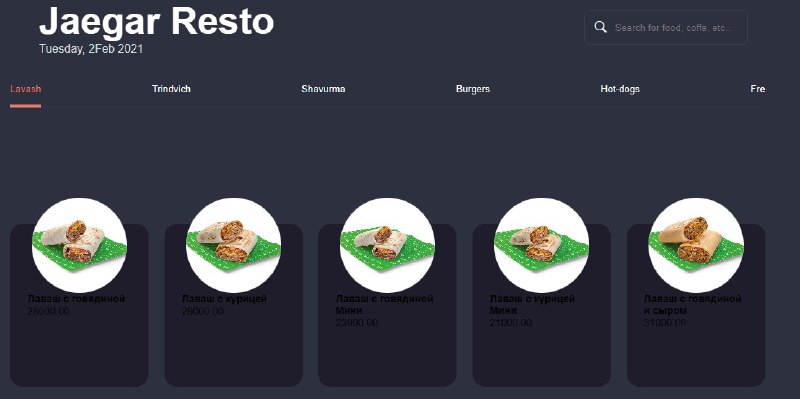 Jaegar Resto
Tuesday, 2Feb 2021
Search for food, coffe, etc..
Lavash
Trindvich
Shavurma
Burgers
Hot-dogs
Fre
Лаваш с говядиной
28000.00
Лаваш с курицей
26000.00
Лаваш с говядиной
Мини
23000.00
Лаваш с курицей
Мини
21000.00
Лаваш с говядиной
и сыром
31000.00